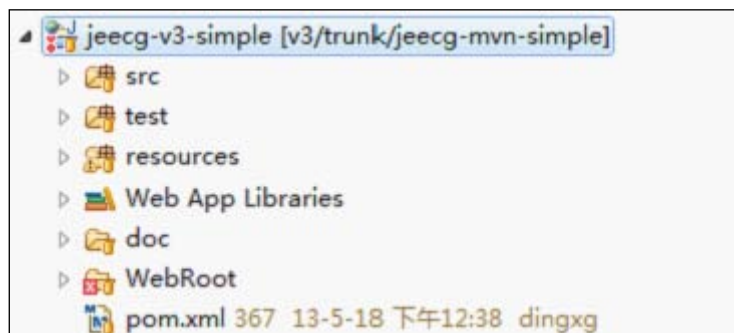 jeecg-v3-simple [v3/trunk/jeecg-mvn-simple]
src
test
resources
Web App Libraries
doc
WebRoot
pom.xml 367 13-5-18 下午12:38 dingxg